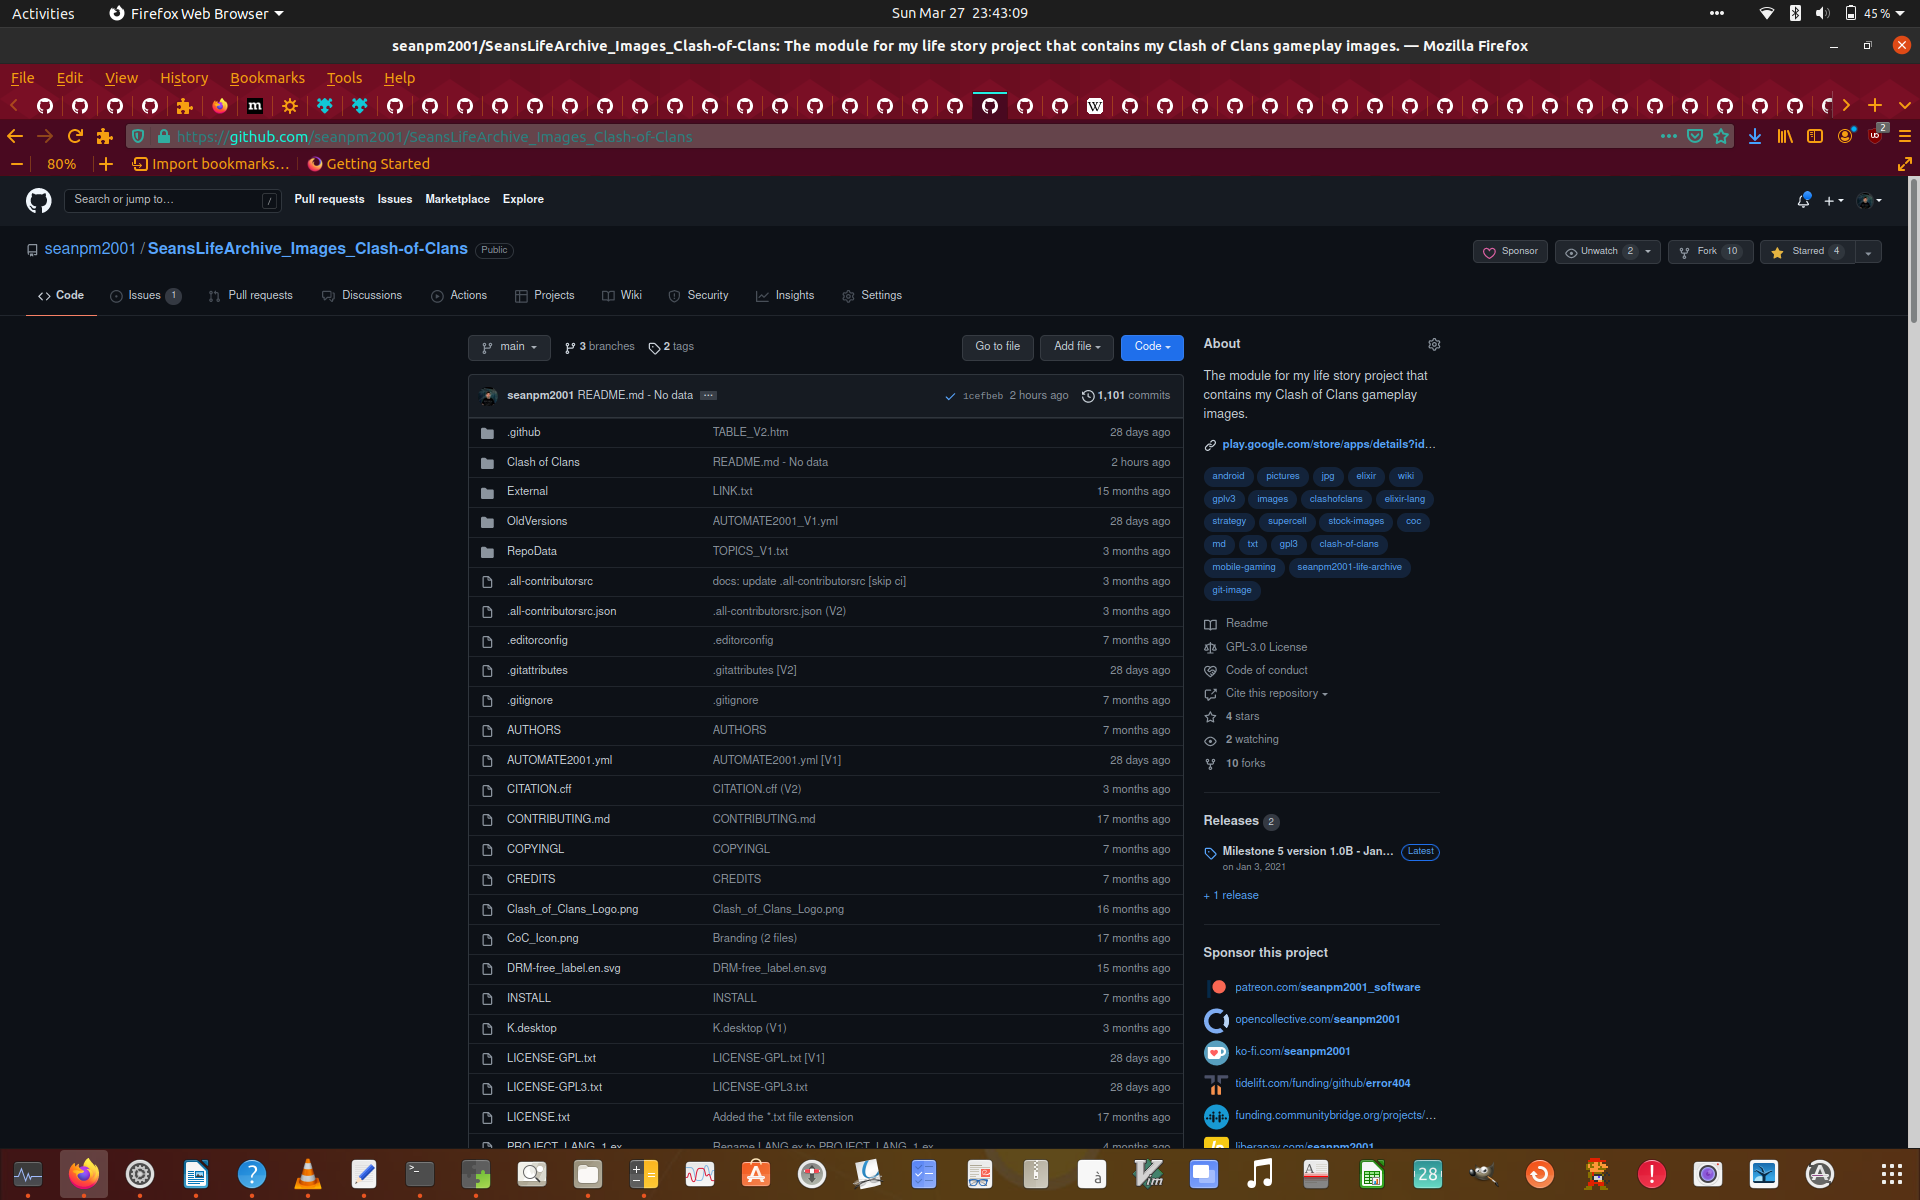 Activities Firefox Web Browser Sun Mar 27 23:43:09 45 %
seanpm2001/SeansLifeArchive_Images_Clash-of-Clans: The module for my life story project that contains my Clash of Clans gameplay images. — Mozilla Firefox
File Edit View History Bookmarks Tools Help
https://github.com/seanpm2001/SeansLifeArchive_Images_Clash-of-Clans 2
80% Import bookmarks... Getting Started
Search or jump to... / Pull requests Issues Marketplace Explore
seanpm2001 / SeansLifeArchive_Images_Clash-of-Clans Public Sponsor Unwatch 2 Fork 10 Starred 4
Code Issues 1 Pull requests Discussions Actions Projects Wiki Security Insights Settings
main 3 branches 2 tags Go to file Add file Code
seanpm2001 README.md - No data ... 1cefbeb 2 hours ago 1,101 commits
.github TABLE_V2.htm 28 days ago
Clash of Clans README.md - No data 2 hours ago
External LINK.txt 15 months ago
OldVersions AUTOMATE2001_V1.yml 28 days ago
RepoData TOPICS_V1.txt 3 months ago
.all-contributorsrc docs: update .all-contributorsrc [skip ci] 3 months ago
.all-contributorsrc.json .all-contributorsrc.json (V2) 3 months ago
.editorconfig .editorconfig 7 months ago
.gitattributes .gitattributes [V2] 28 days ago
.gitignore .gitignore 7 months ago
AUTHORS AUTHORS 7 months ago
AUTOMATE2001.yml AUTOMATE2001.yml [V1] 28 days ago
CITATION.cff CITATION.cff (V2) 3 months ago
CONTRIBUTING.md CONTRIBUTING.md 17 months ago
COPYINGL COPYINGL 7 months ago
CREDITS CREDITS 7 months ago
Clash_of_Clans_Logo.png Clash_of_Clans_Logo.png 16 months ago
CoC_Icon.png Branding (2 files) 17 months ago
DRM-free_label.en.svg DRM-free_label.en.svg 15 months ago
INSTALL INSTALL 7 months ago
K.desktop K.desktop (V1) 3 months ago
LICENSE-GPL.txt LICENSE-GPL.txt [V1] 28 days ago
LICENSE-GPL3.txt LICENSE-GPL3.txt 28 days ago
LICENSE.txt Added the *.txt file extension 17 months ago
PROJECT_LANG_1.ex Rename LANG.ex to PROJECT_LANG_1.ex 4 months ago
About
The module for my life story project that
contains my Clash of Clans gameplay
images.
play.google.com/store/apps/details?id...
android pictures jpg elixir wiki
gplv3 images clashofclans elixir-lang
strategy supercell stock-images coc
md txt gpl3 clash-of-clans
mobile-gaming seanpm2001-life-archive
git-image
Readme
GPL-3.0 License
Code of conduct
Cite this repository
4 stars
2 watching
10 forks
Releases 2
Milestone 5 version 1.0B - Jan... Latest
on Jan 3, 2021
+ 1 release
Sponsor this project
patreon.com/seanpm2001_software
opencollective.com/seanpm2001
ko-fi.com/seanpm2001
tidelift.com/funding/github/error404
funding.communitybridge.org/projects/...
liberapay.com/seanpm2001
28